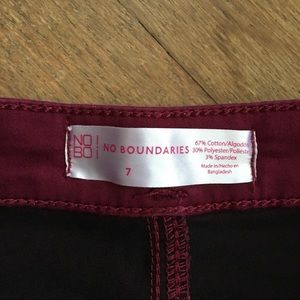 NO
BO
NO BOUNDARIES
7
67% Cotton/Algodón
30% Polyester/Poliéster
3% Spandex
Made in/Hecho en
Bangladesh